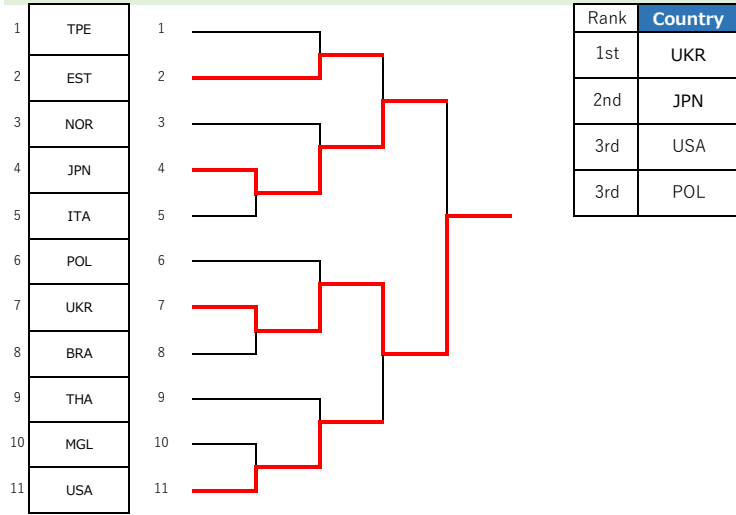 Rank Country
1 TPE 1
1st UKR
2 EST 2
2nd JPN
3 NOR 3
3rd USA
4 JPN 4
3rd POL
5 ITA 5
6 POL 6
7 UKR 7
8 BRA 8
9 THA 9
10 MGL 10
11 USA 11